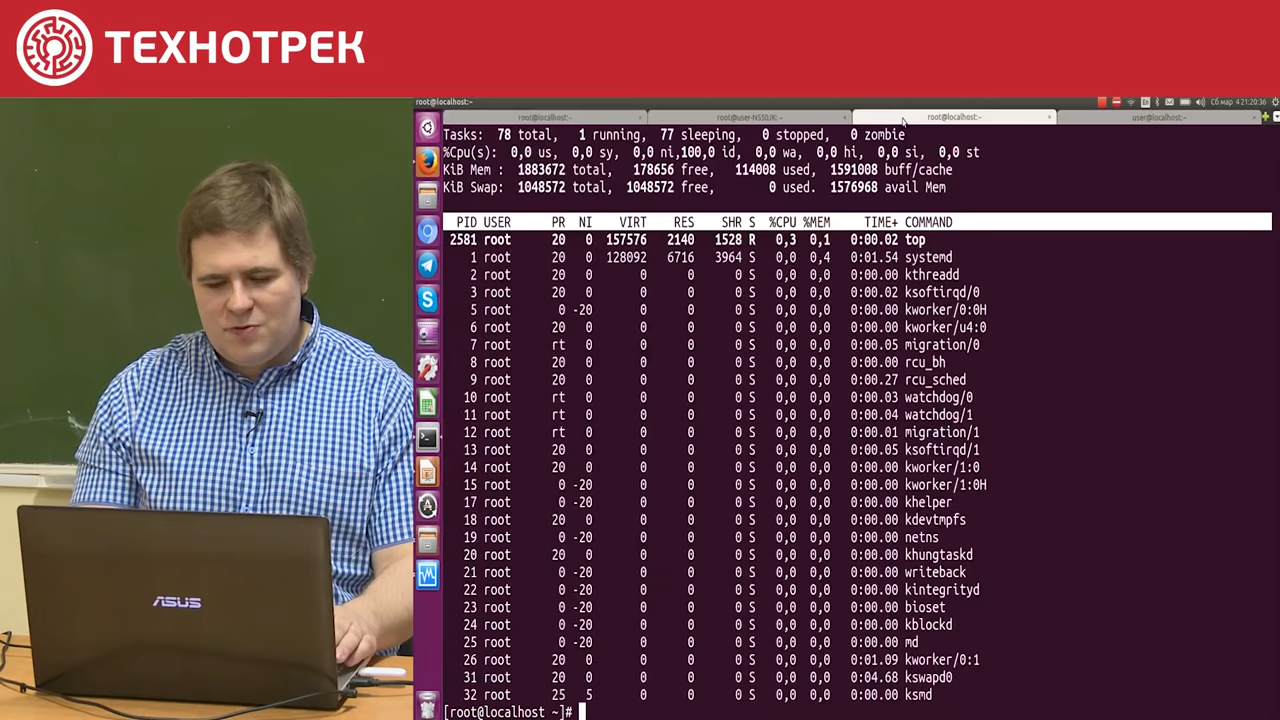 ТЕХНОТРЕК
root@localhost:~
Сб мар 4 21:20:36
root@localhost:~ × root@user-N550JK: ~ × root@localhost:~ × user@localhost:~ ×
Tasks: 78 total, 1 running, 77 sleeping, 0 stopped, 0 zombie
%Cpu(s): 0,0 us, 0,0 sy, 0,0 ni,100,0 id, 0,0 wa, 0,0 hi, 0,0 si, 0,0 st
KiB Mem : 1883672 total, 178656 free, 114008 used, 1591008 buff/cache
KiB Swap: 1048572 total, 1048572 free, 0 used. 1576968 avail Mem
PID USER PR NI VIRT RES SHR S %CPU %MEM TIME+ COMMAND
2581 root 20 0 157576 2140 1528 R 0,3 0,1 0:00.02 top
1 root 20 0 128092 6716 3964 S 0,0 0,4 0:01.54 systemd
2 root 20 0 0 0 0 S 0,0 0,0 0:00.00 kthreadd
3 root 20 0 0 0 0 S 0,0 0,0 0:00.02 ksoftirqd/0
5 root 0 -20 0 0 0 S 0,0 0,0 0:00.00 kworker/0:0H
6 root 20 0 0 0 0 S 0,0 0,0 0:00.00 kworker/u4:0
7 root rt 0 0 0 0 S 0,0 0,0 0:00.05 migration/0
8 root 20 0 0 0 0 S 0,0 0,0 0:00.00 rcu_bh
9 root 20 0 0 0 0 S 0,0 0,0 0:00.27 rcu_sched
10 root rt 0 0 0 0 S 0,0 0,0 0:00.03 watchdog/0
11 root rt 0 0 0 0 S 0,0 0,0 0:00.04 watchdog/1
12 root rt 0 0 0 0 S 0,0 0,0 0:00.01 migration/1
13 root 20 0 0 0 0 S 0,0 0,0 0:00.05 ksoftirqd/1
14 root 20 0 0 0 0 S 0,0 0,0 0:00.00 kworker/1:0
15 root 0 -20 0 0 0 S 0,0 0,0 0:00.00 kworker/1:0H
17 root 0 -20 0 0 0 S 0,0 0,0 0:00.00 khelper
18 root 20 0 0 0 0 S 0,0 0,0 0:00.00 kdevtmpfs
19 root 0 -20 0 0 0 S 0,0 0,0 0:00.00 netns
20 root 20 0 0 0 0 S 0,0 0,0 0:00.00 khungtaskd
21 root 0 -20 0 0 0 S 0,0 0,0 0:00.00 writeback
22 root 0 -20 0 0 0 S 0,0 0,0 0:00.00 kintegrityd
23 root 0 -20 0 0 0 S 0,0 0,0 0:00.00 bioset
24 root 0 -20 0 0 0 S 0,0 0,0 0:00.00 kblockd
25 root 0 -20 0 0 0 S 0,0 0,0 0:00.00 md
26 root 20 0 0 0 0 S 0,0 0,0 0:01.09 kworker/0:1
31 root 20 0 0 0 0 S 0,0 0,0 0:04.68 kswapd0
32 root 25 5 0 0 0 S 0,0 0,0 0:00.00 ksmd
[root@localhost ~]#
ASUS